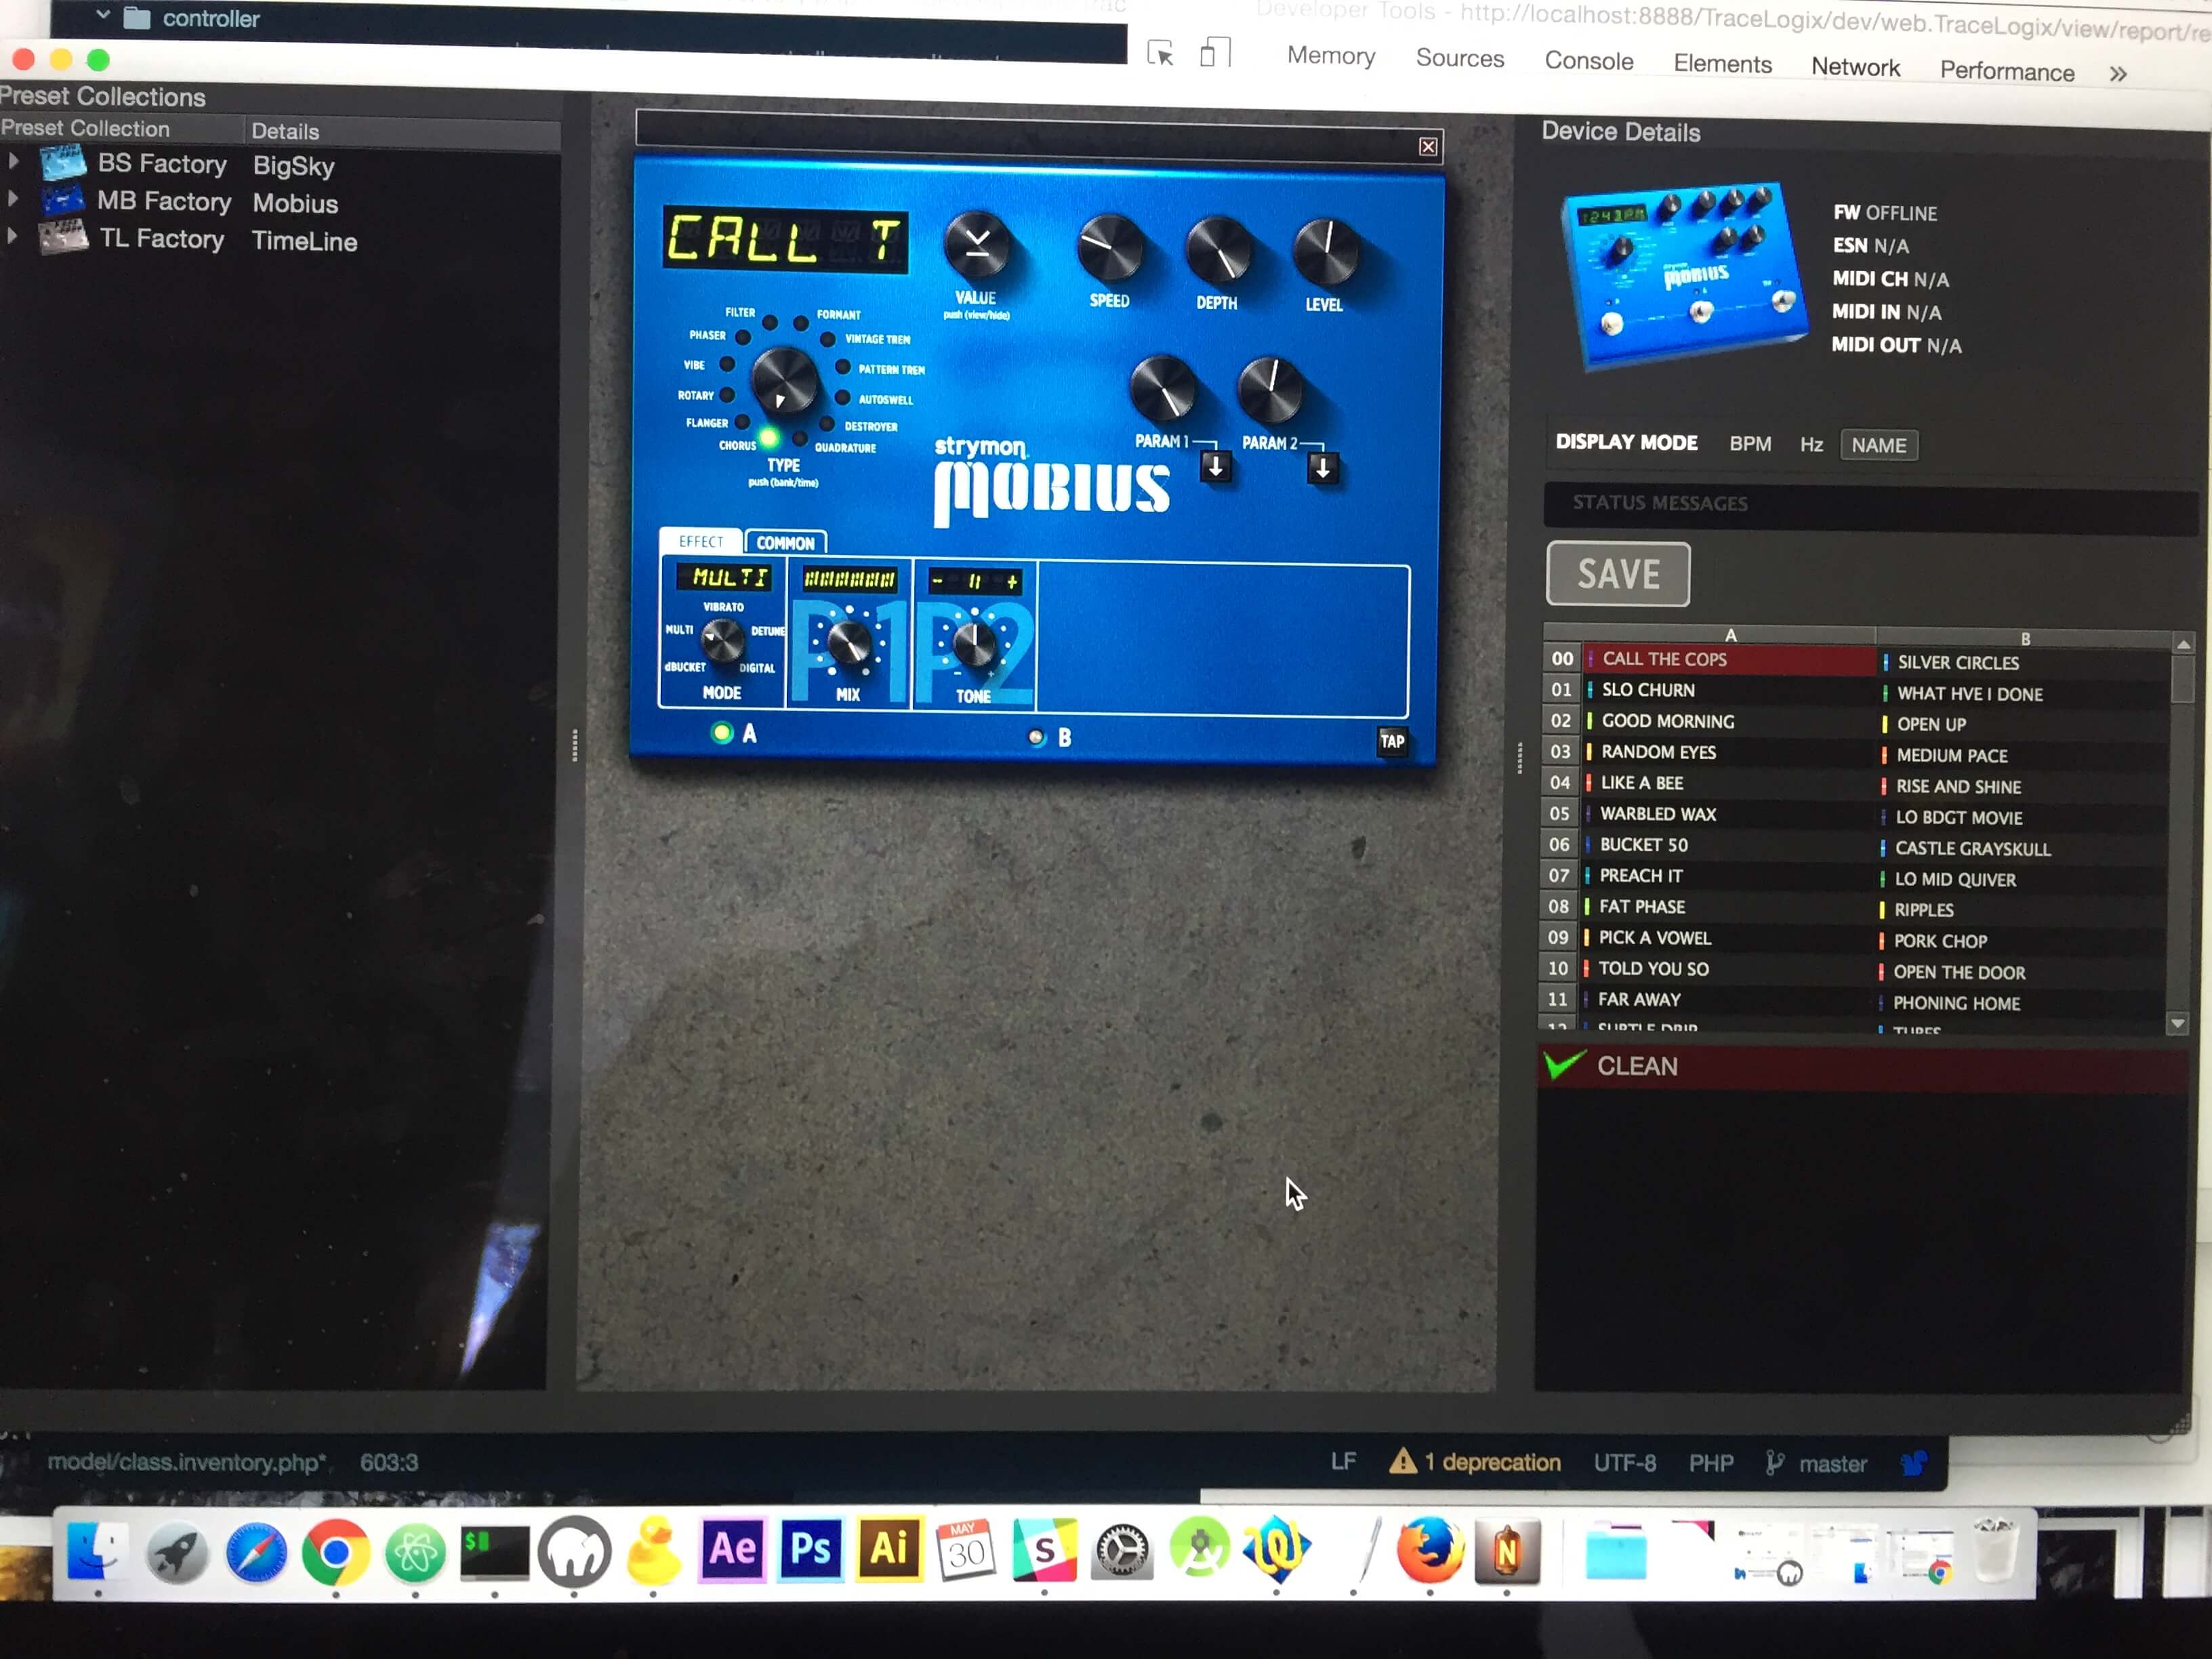 controller
Developer Tools - http://localhost:8888/TraceLogix/dev/web.TraceLogix/view/report/re
Memory Sources Console Elements Network Performance »
Preset Collections
Preset Collection Details
BS Factory BigSky
MB Factory Mobius
TL Factory TimeLine
CALL T
VALUE
push (view/hide)
SPEED
DEPTH
LEVEL
FILTER
FORMANT
PHASER
VINTAGE TREM
VIBE
PATTERN TREM
ROTARY
AUTOSWELL
FLANGER
DESTROYER
CHORUS
QUADRATURE
TYPE
push (bank/time)
PARAM 1
PARAM 2
strymon
MOBIUS
EFFECT COMMON
MULTI
VIBRATO
MULTI
DETUNE
dBUCKET
DIGITAL
MODE
P1
MIX
- +
P2
- +
TONE
A
B
TAP
Device Details
MOBIUS
FW OFFLINE
ESN N/A
MIDI CH N/A
MIDI IN N/A
MIDI OUT N/A
DISPLAY MODE BPM Hz NAME
STATUS MESSAGES
SAVE
A B
00 CALL THE COPS SILVER CIRCLES
01 SLO CHURN WHAT HVE I DONE
02 GOOD MORNING OPEN UP
03 RANDOM EYES MEDIUM PACE
04 LIKE A BEE RISE AND SHINE
05 WARBLED WAX LO BDGT MOVIE
06 BUCKET 50 CASTLE GRAYSKULL
07 PREACH IT LO MID QUIVER
08 FAT PHASE RIPPLES
09 PICK A VOWEL PORK CHOP
10 TOLD YOU SO OPEN THE DOOR
11 FAR AWAY PHONING HOME
12 SUBTLE DRIP TUBES
CLEAN
model/class.inventory.php* 603:3
LF 1 deprecation UTF-8 PHP master
$
Ae
Ps
Ai
MAY
30
S
N